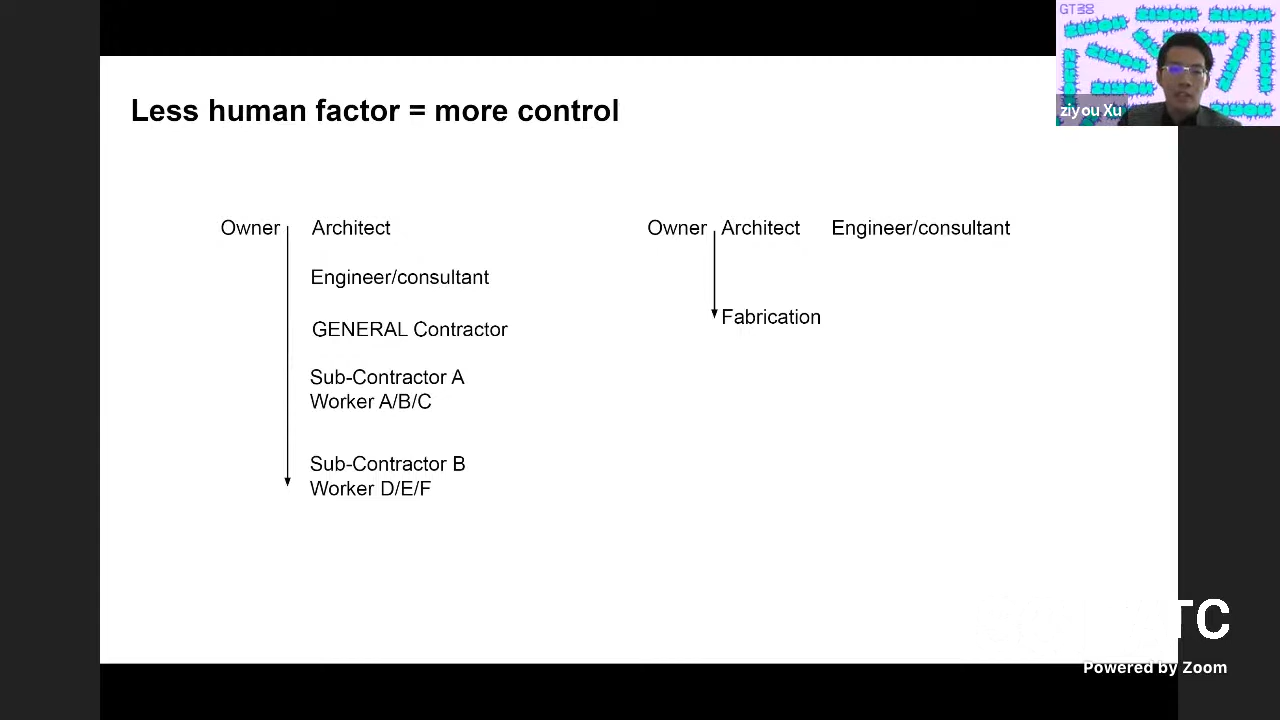 Less human factor = more control
Owner Architect
Engineer/consultant
GENERAL Contractor
Sub-Contractor A
Worker A/B/C
Sub-Contractor B
Worker D/E/F
Owner Architect Engineer/consultant
Fabrication
ziyou Xu
TC
Powered by Zoom